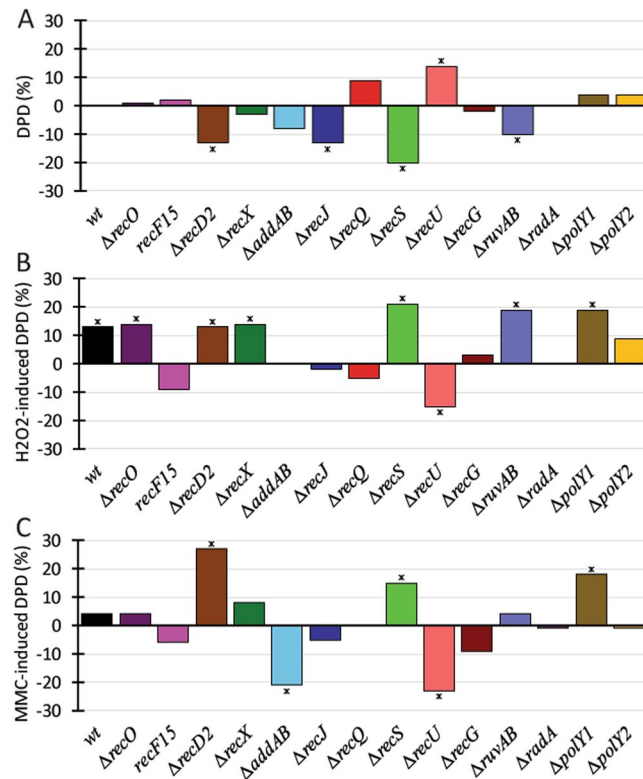 A
DPD (%)
30
20
10
0
-10
-20
-30
* * * * *
wt ΔrecO recF15 ΔrecD2 ΔrecX ΔaddAB ΔrecJ ΔrecQ ΔrecS ΔrecU ΔrecG ΔruvAB ΔradA ΔpolY1 ΔpolY2
B
H2O2-induced DPD (%)
30
20
10
0
-10
-20
-30
* * * * * * * *
wt ΔrecO recF15 ΔrecD2 ΔrecX ΔaddAB ΔrecJ ΔrecQ ΔrecS ΔrecU ΔrecG ΔruvAB ΔradA ΔpolY1 ΔpolY2
C
MMC-induced DPD (%)
30
20
10
0
-10
-20
-30
* * * * *
wt ΔrecO recF15 ΔrecD2 ΔrecX ΔaddAB ΔrecJ ΔrecQ ΔrecS ΔrecU ΔrecG ΔruvAB ΔradA ΔpolY1 ΔpolY2